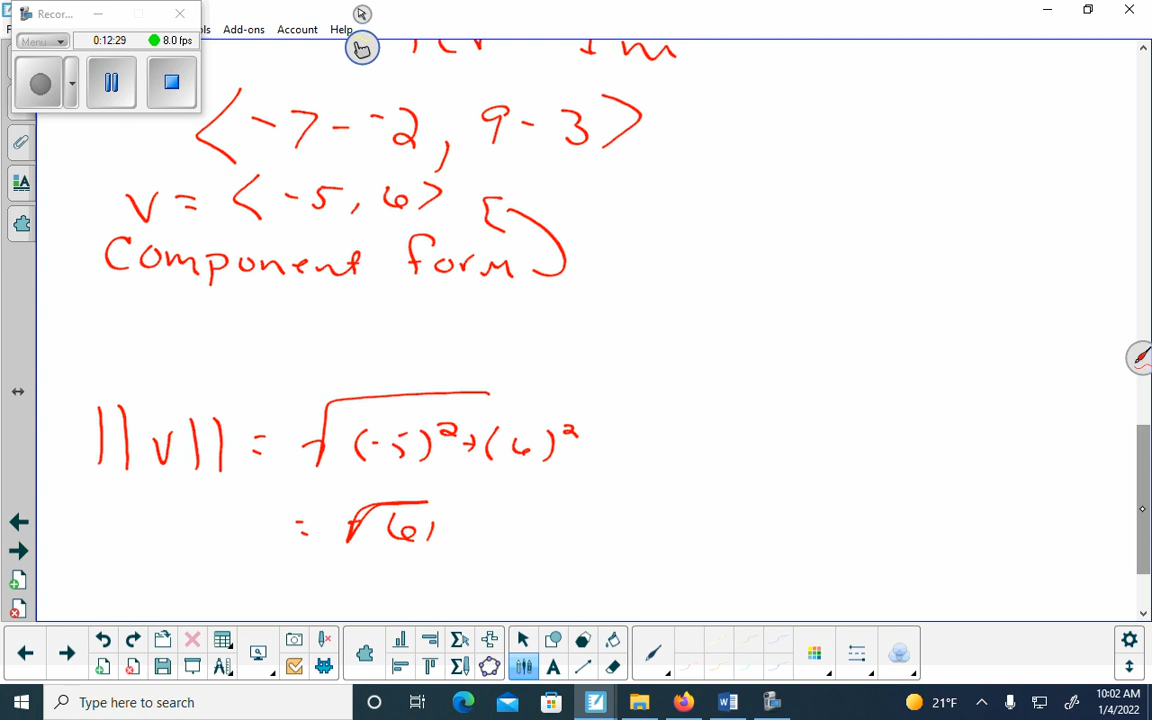 Recor...
Menu
0:12:29
8.0 fps
Add-ons Account Help
< -7 - -2, 9 - 3 >
v = < -5, 6 >
Component form
||v|| = √(-5)²+(6)²
= √61
Type here to search
21°F
10:02 AM
1/4/2022